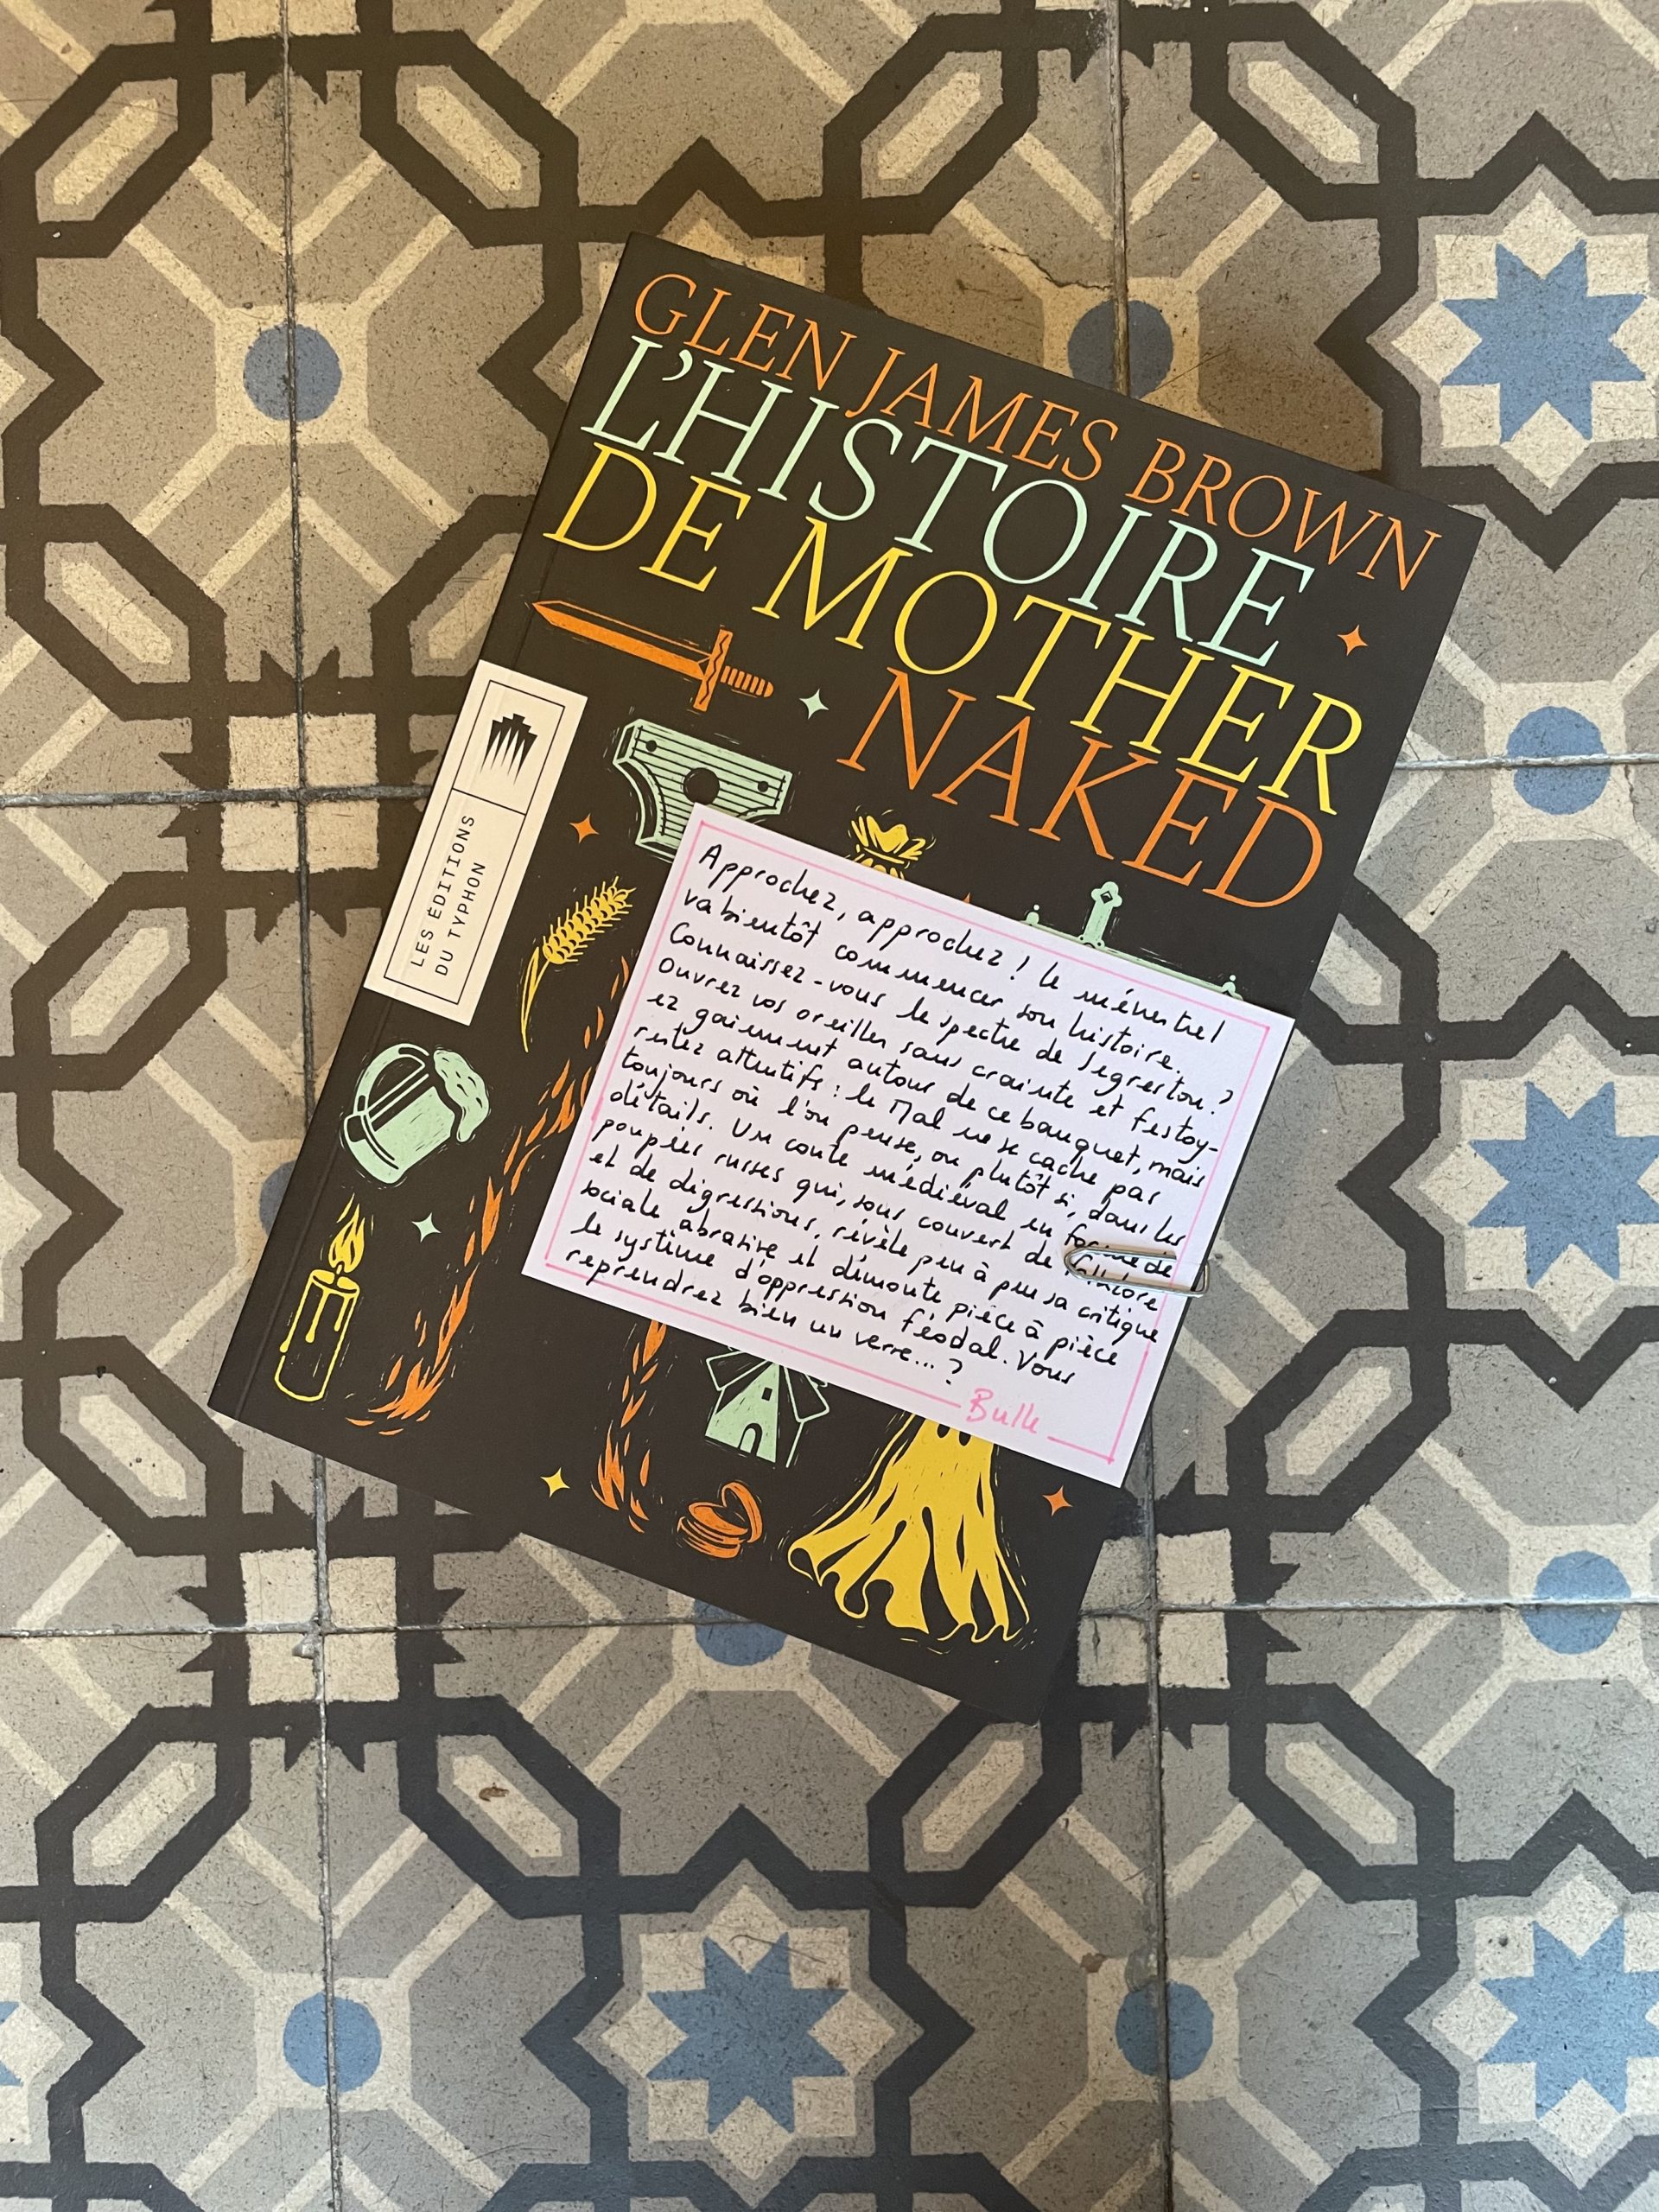 GLEN JAMES BROWN
L'HISTOIRE
DE MOTHER
NAKED
LES ÉDITIONS
DU TYPHON
Approchez, approchez ! Le ménestrel
va bientôt commencer son histoire.
Connaissez-vous le spectre de Segerston ?
Ouvrez vos oreilles sans crainte et festoy-
ez gaiement autour de ce banquet, mais
restez attentifs : le Mal ne se cache pas
toujours où l'on pense, ou plutôt si, dans les
détails. Un conte médiéval en forme de
poupées russes qui, sous couvert de folklore
et de digressions, révèle peu à peu sa critique
sociale abrasive et démonte pièce à pièce
le système d'oppression féodal. Vous
reprendrez bien un verre... ?
Bulle